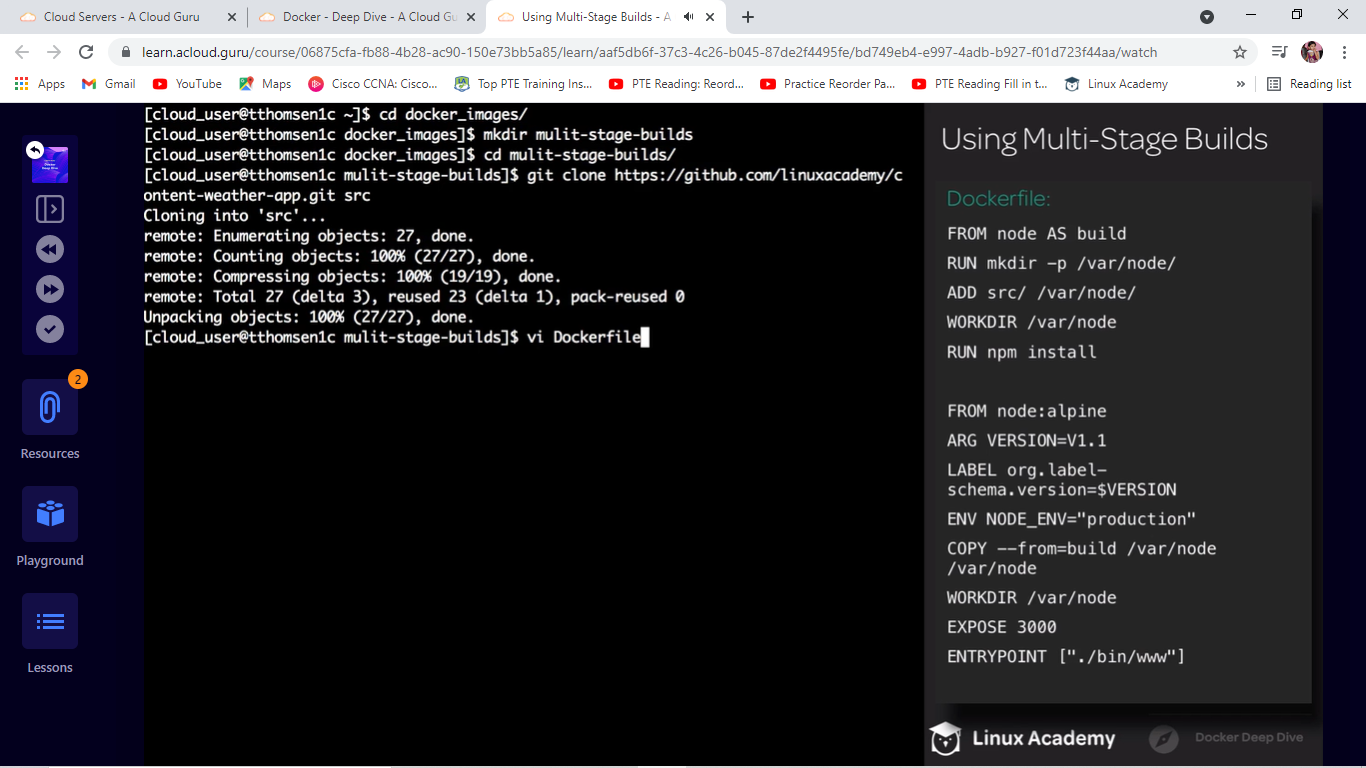 Cloud Servers - A Cloud Guru
Docker - Deep Dive - A Cloud Gu
Using Multi-Stage Builds - A
learn.acloud.guru/course/06875cfa-fb88-4b28-ac90-150e73bb5a85/learn/aaf5db6f-37c3-4c26-b045-87de2f4495fe/bd749eb4-e997-4adb-b927-f01d723f44aa/watch
Apps
Gmail
YouTube
Maps
Cisco CCNA: Cisco...
Top PTE Training Ins...
PTE Reading: Reord...
Practice Reorder Pa...
PTE Reading Fill in t...
Linux Academy
»
Reading list
2
Resources
Playground
Lessons
[cloud_user@tthomsen1c ~]$ cd docker_images/
[cloud_user@tthomsen1c docker_images]$ mkdir mulit-stage-builds
[cloud_user@tthomsen1c docker_images]$ cd mulit-stage-builds/
[cloud_user@tthomsen1c mulit-stage-builds]$ git clone https://github.com/linuxacademy/c
ontent-weather-app.git src
Cloning into 'src'...
remote: Enumerating objects: 27, done.
remote: Counting objects: 100% (27/27), done.
remote: Compressing objects: 100% (19/19), done.
remote: Total 27 (delta 3), reused 23 (delta 1), pack-reused 0
Unpacking objects: 100% (27/27), done.
[cloud_user@tthomsen1c mulit-stage-builds]$ vi Dockerfile
Using Multi-Stage Builds
Dockerfile:
FROM node AS build
RUN mkdir -p /var/node/
ADD src/ /var/node/
WORKDIR /var/node
RUN npm install
FROM node:alpine
ARG VERSION=V1.1
LABEL org.label-
schema.version=$VERSION
ENV NODE_ENV="production"
COPY --from=build /var/node
/var/node
WORKDIR /var/node
EXPOSE 3000
ENTRYPOINT ["./bin/www"]
Linux Academy
Docker Deep Dive